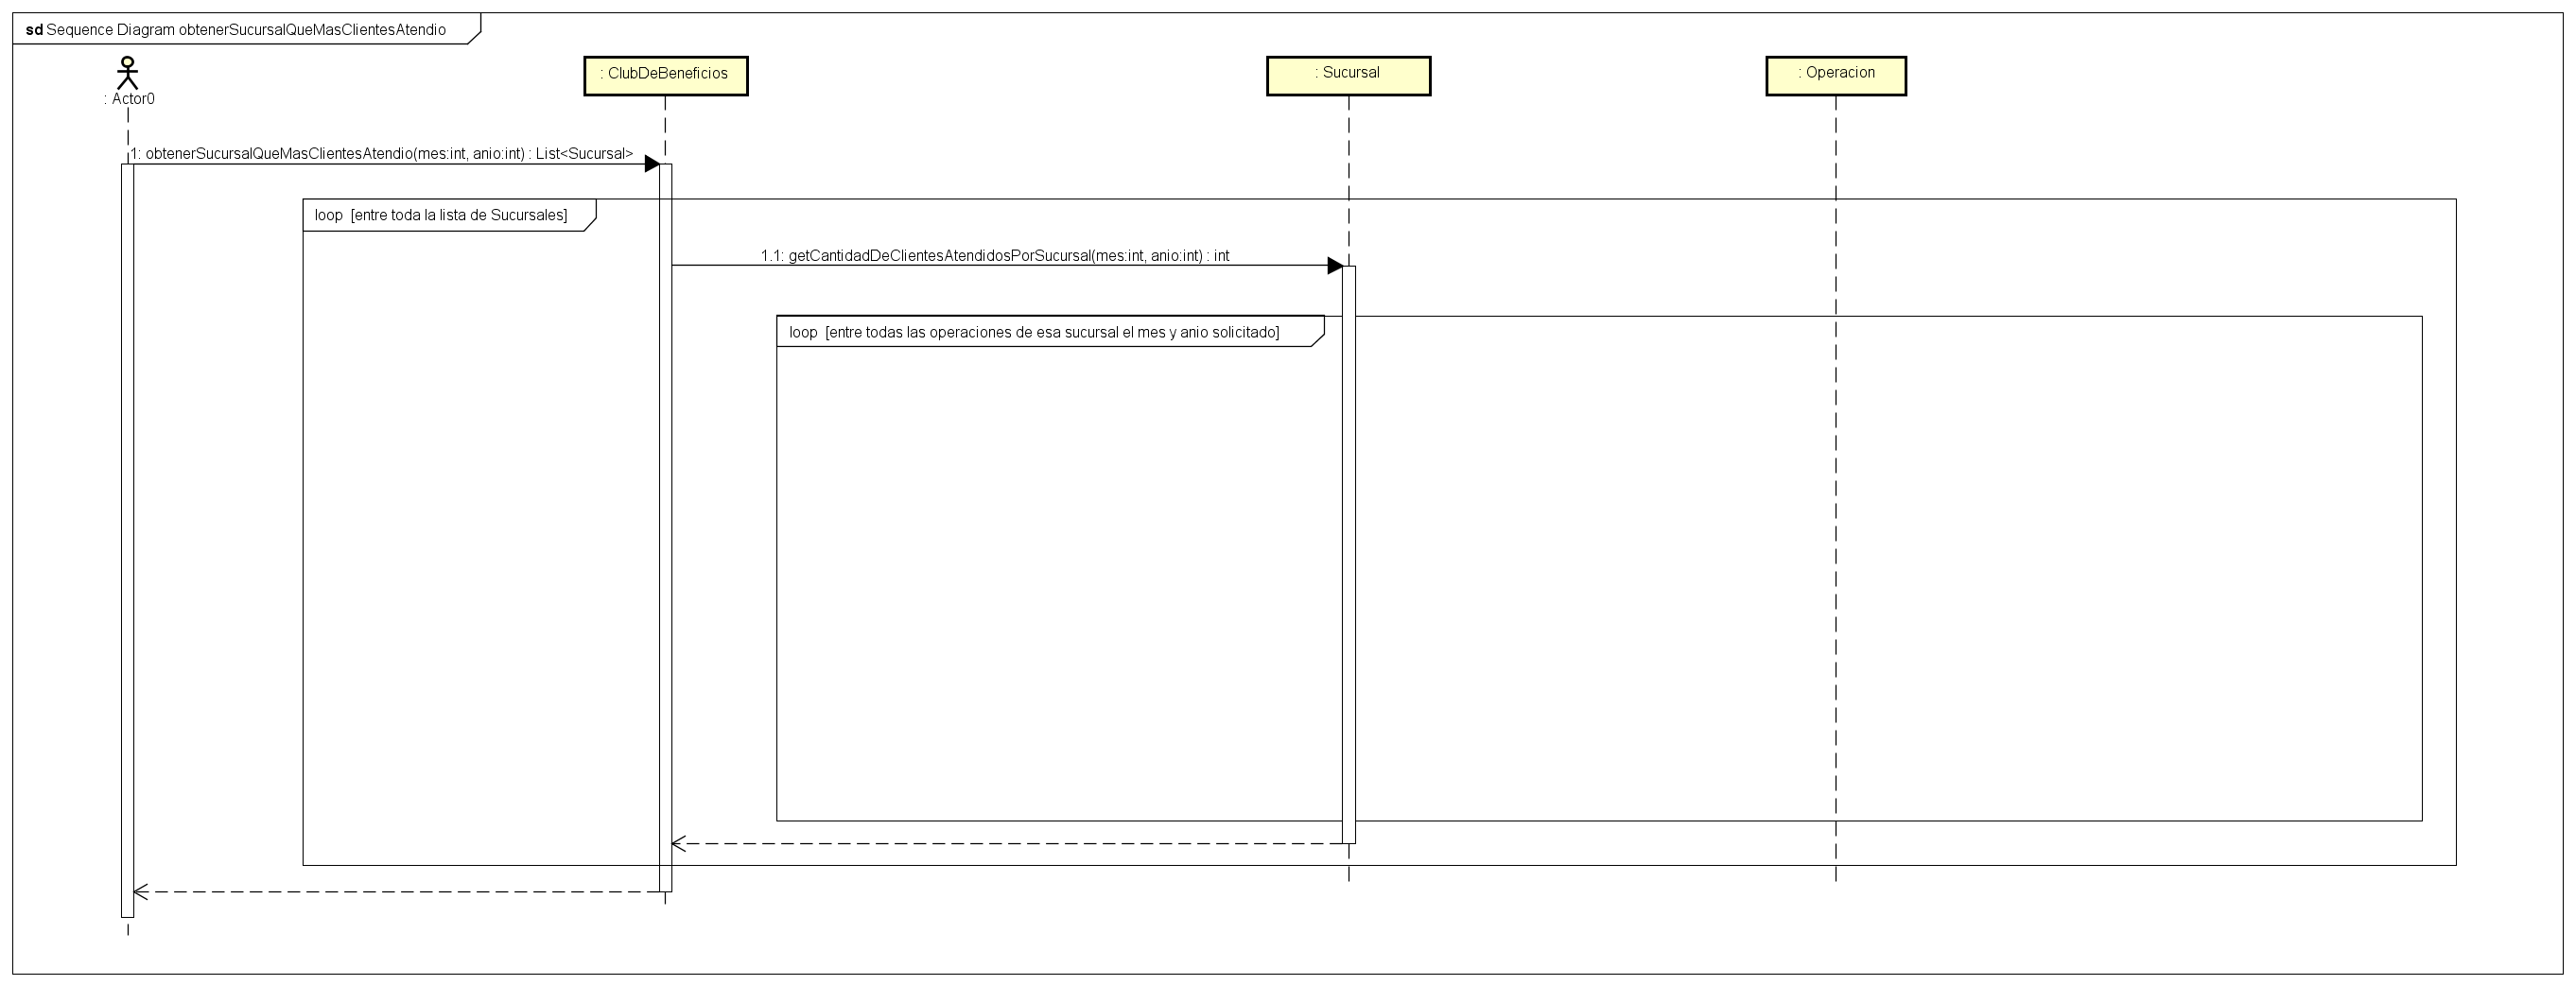 sd Sequence Diagram obtenerSucursalQueMasClientesAtendio
: Actor0
: ClubDeBeneficios
: Sucursal
: Operacion
1: obtenerSucursalQueMasClientesAtendio(mes:int, anio:int) : List<Sucursal>
loop [entre toda la lista de Sucursales]
1.1: getCantidadDeClientesAtendidosPorSucursal(mes:int, anio:int) : int
loop [entre todas las operaciones de esa sucursal el mes y anio solicitado]